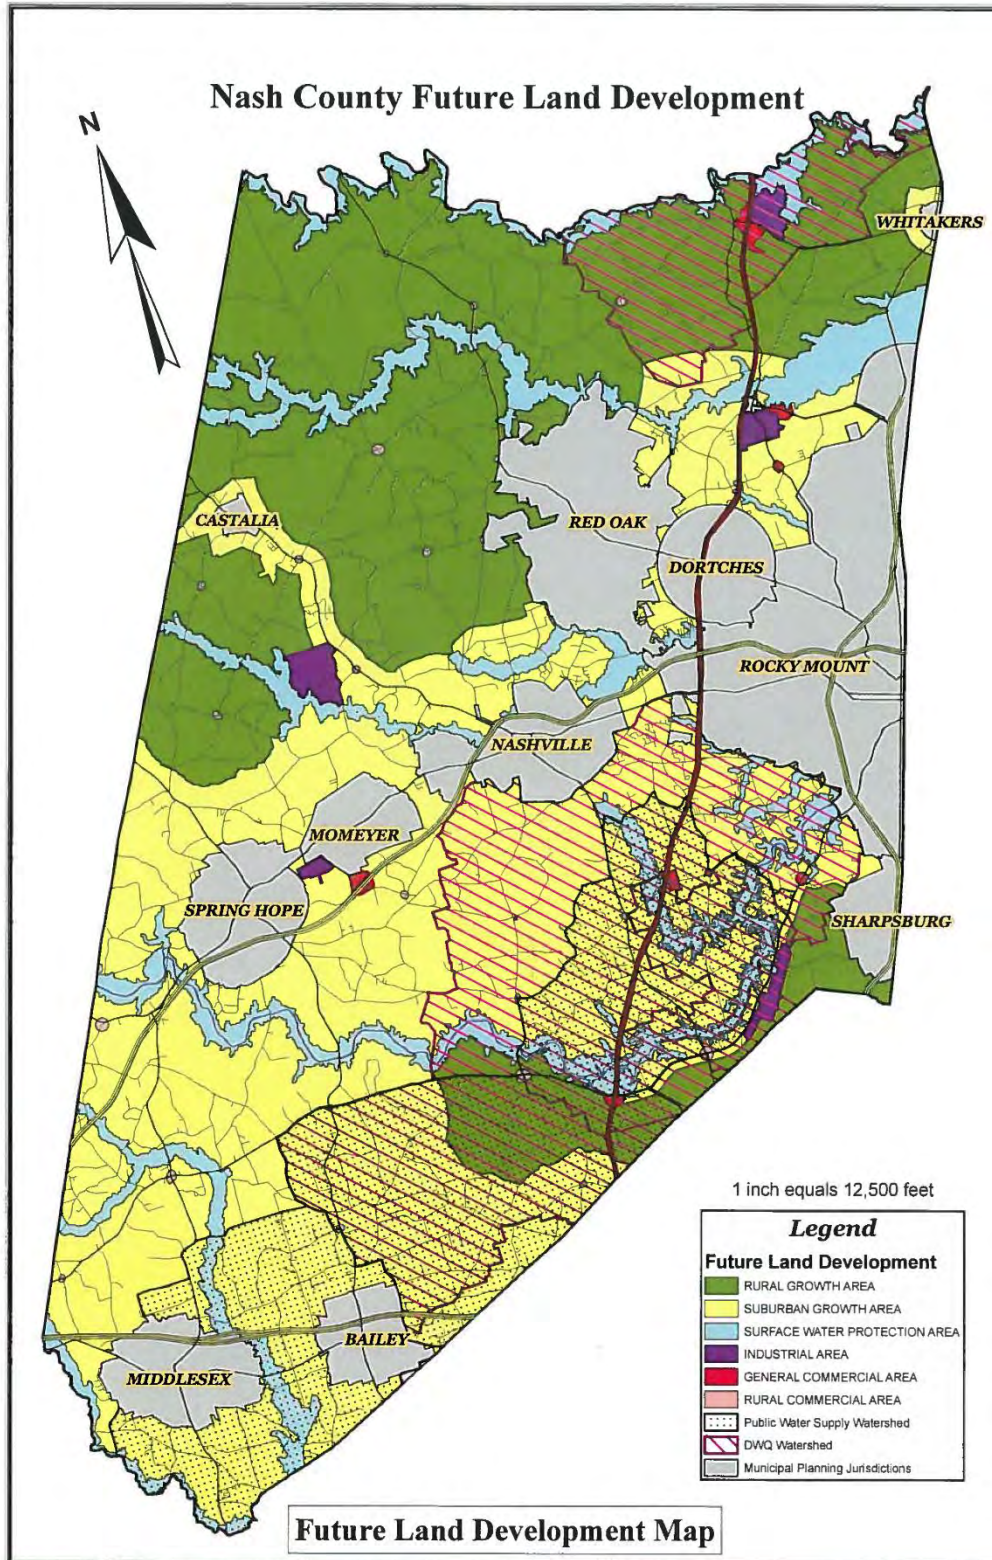 Nash County Future Land Development
N
WHITAKERS
CASTALIA
RED OAK
DORTCHES
ROCKY MOUNT
NASHVILLE
MOMEYER
SPRING HOPE
SHARPSBURG
BAILEY
MIDDLESEX
1 inch equals 12,500 feet
Legend
Future Land Development
RURAL GROWTH AREA
SUBURBAN GROWTH AREA
SURFACE WATER PROTECTION AREA
INDUSTRIAL AREA
GENERAL COMMERCIAL AREA
RURAL COMMERCIAL AREA
Public Water Supply Watershed
DWQ Watershed
Municipal Planning Jurisdictions
Future Land Development Map